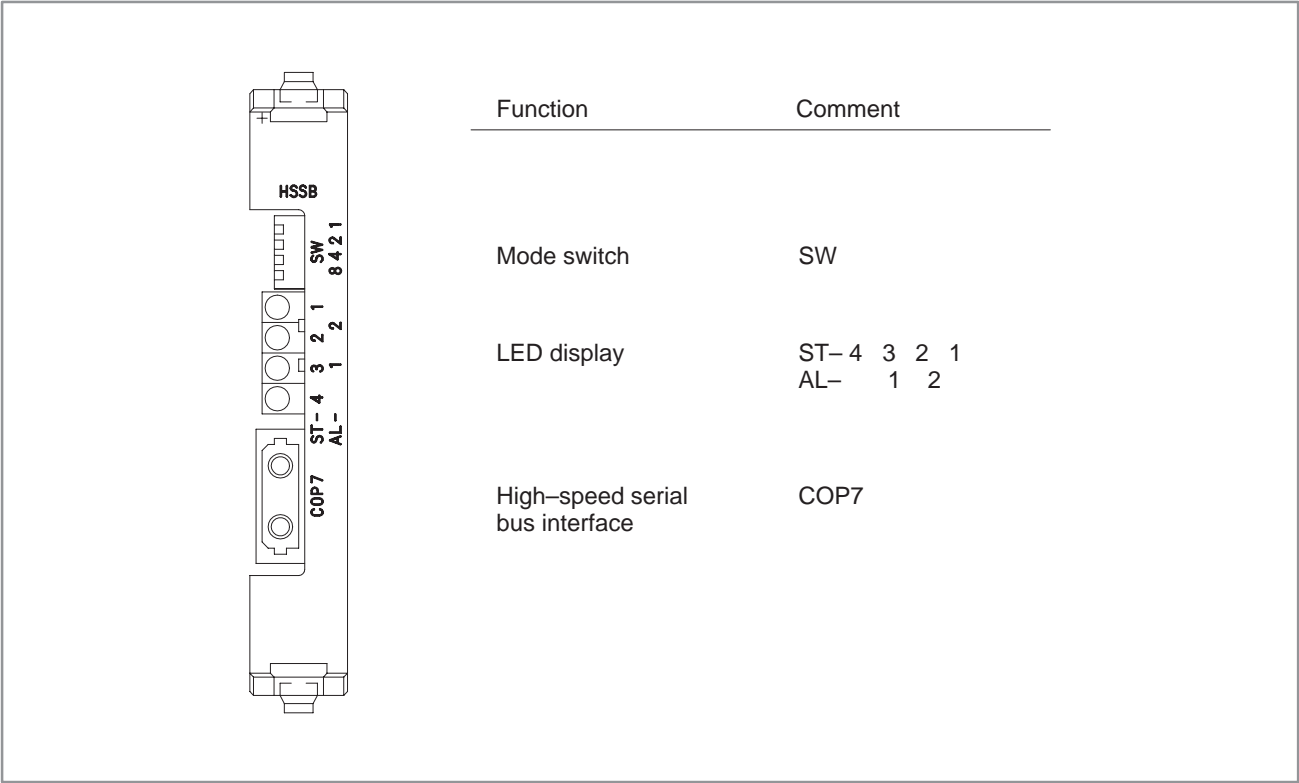 Function Comment
HSSB
SW
8 4 2 1
Mode switch SW
ST– 4 3 2 1
AL– 1 2
LED display ST– 4 3 2 1
AL– 1 2
COP7
High–speed serial COP7
bus interface